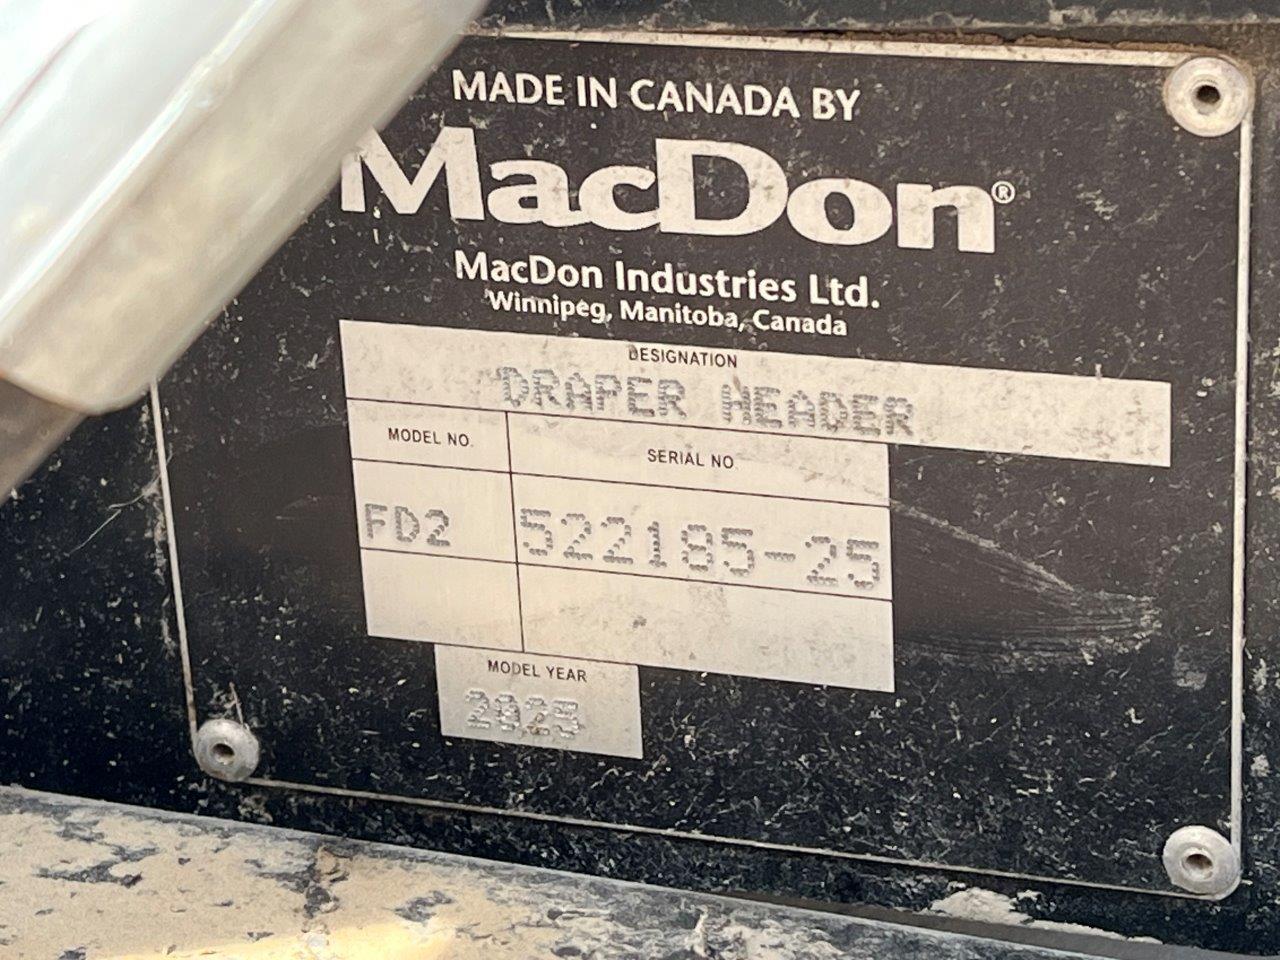 MADE IN CANADA BY
MacDon®
MacDon Industries Ltd.
Winnipeg, Manitoba, Canada
DESIGNATION
DRAPER HEADER
MODEL NO.
SERIAL NO.
FD2
522185-25
MODEL YEAR
2025